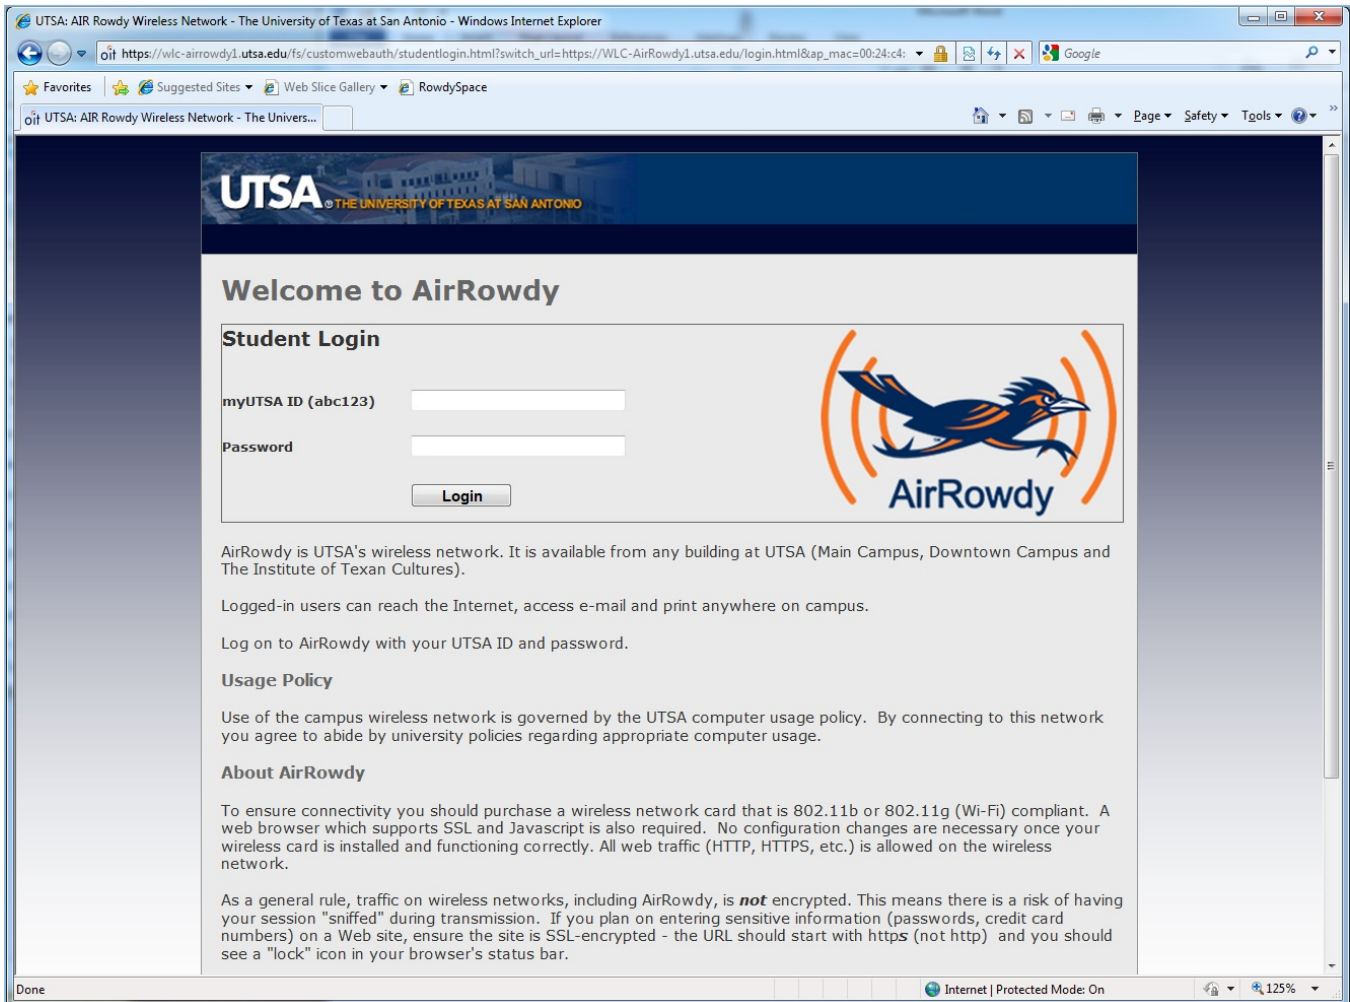 UTSA: AIR Rowdy Wireless Network - The University of Texas at San Antonio - Windows Internet Explorer
oit https://wlc-airrowdy1.utsa.edu/fs/customwebauth/studentlogin.html?switch_url=https://WLC-AirRowdy1.utsa.edu/login.html&ap_mac=00:24:c4: Google
Favorites Suggested Sites Web Slice Gallery RowdySpace
oit UTSA: AIR Rowdy Wireless Network - The Univers... Page Safety Tools
UTSA ® THE UNIVERSITY OF TEXAS AT SAN ANTONIO
Welcome to AirRowdy
Student Login
myUTSA ID (abc123)
Password
Login
AirRowdy
AirRowdy is UTSA's wireless network. It is available from any building at UTSA (Main Campus, Downtown Campus and
The Institute of Texan Cultures).
Logged-in users can reach the Internet, access e-mail and print anywhere on campus.
Log on to AirRowdy with your UTSA ID and password.
Usage Policy
Use of the campus wireless network is governed by the UTSA computer usage policy.  By connecting to this network
you agree to abide by university policies regarding appropriate computer usage.
About AirRowdy
To ensure connectivity you should purchase a wireless network card that is 802.11b or 802.11g (Wi-Fi) compliant.  A
web browser which supports SSL and Javascript is also required.  No configuration changes are necessary once your
wireless card is installed and functioning correctly. All web traffic (HTTP, HTTPS, etc.) is allowed on the wireless
network.
As a general rule, traffic on wireless networks, including AirRowdy, is not encrypted. This means there is a risk of having
your session "sniffed" during transmission.  If you plan on entering sensitive information (passwords, credit card
numbers) on a Web site, ensure the site is SSL-encrypted - the URL should start with https (not http)  and you should
see a "lock" icon in your browser's status bar.
Done Internet | Protected Mode: On 125%